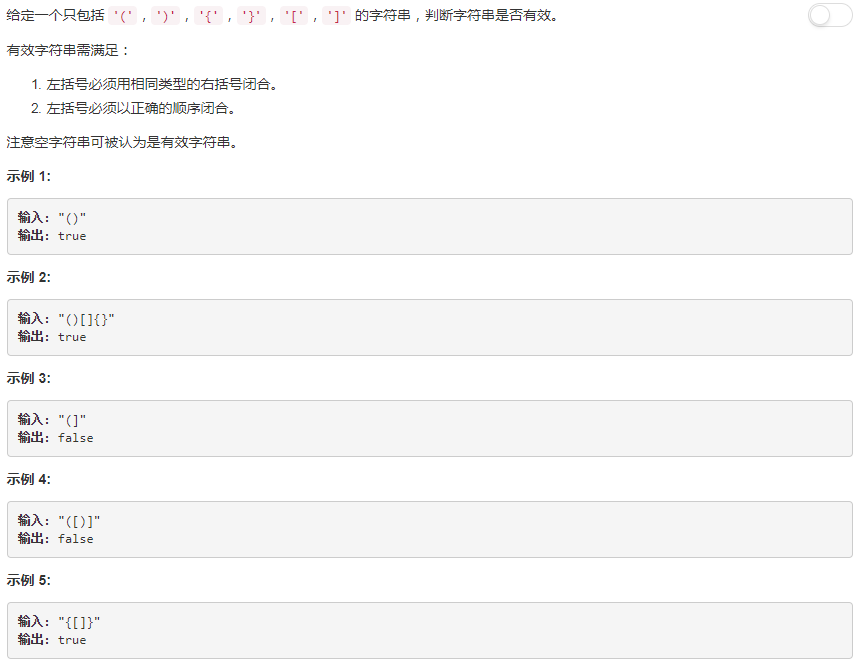 给定一个只包括 '(' ，')' ，'{' ，'}' ，'[' ，']' 的字符串，判断字符串是否有效。
有效字符串需满足：
1. 左括号必须用相同类型的右括号闭合。
2. 左括号必须以正确的顺序闭合。
注意空字符串可被认为是有效字符串。
示例 1:
输入: "()"
输出: true
示例 2:
输入: "()[]{}"
输出: true
示例 3:
输入: "(]"
输出: false
示例 4:
输入: "([)]"
输出: false
示例 5:
输入: "{[]}"
输出: true